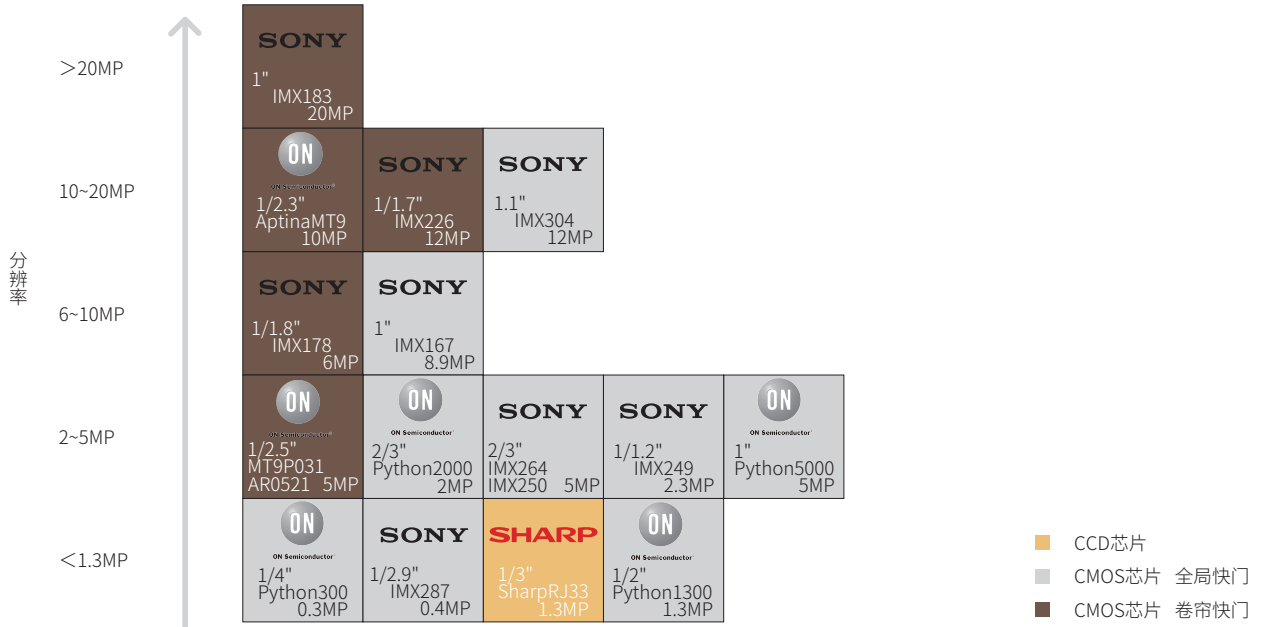 分辨率
>20MP
SONY
1"
IMX183
20MP
10~20MP
ON
ON Semiconductor®
1/2.3"
AptinaMT9
10MP
SONY
1/1.7"
IMX226
12MP
SONY
1.1"
IMX304
12MP
6~10MP
SONY
1/1.8"
IMX178
6MP
SONY
1"
IMX167
8.9MP
2~5MP
ON
ON Semiconductor®
1/2.5"
MT9P031
AR0521 5MP
ON
ON Semiconductor®
2/3"
Python2000
2MP
SONY
2/3"
IMX264
IMX250 5MP
SONY
1/1.2"
IMX249
2.3MP
ON
ON Semiconductor®
1"
Python5000
5MP
<1.3MP
ON
ON Semiconductor®
1/4"
Python300
0.3MP
SONY
1/2.9"
IMX287
0.4MP
SHARP
1/3"
SharpRJ33
1.3MP
ON
ON Semiconductor®
1/2"
Python1300
1.3MP
CCD芯片
CMOS芯片 全局快门
CMOS芯片 卷帘快门